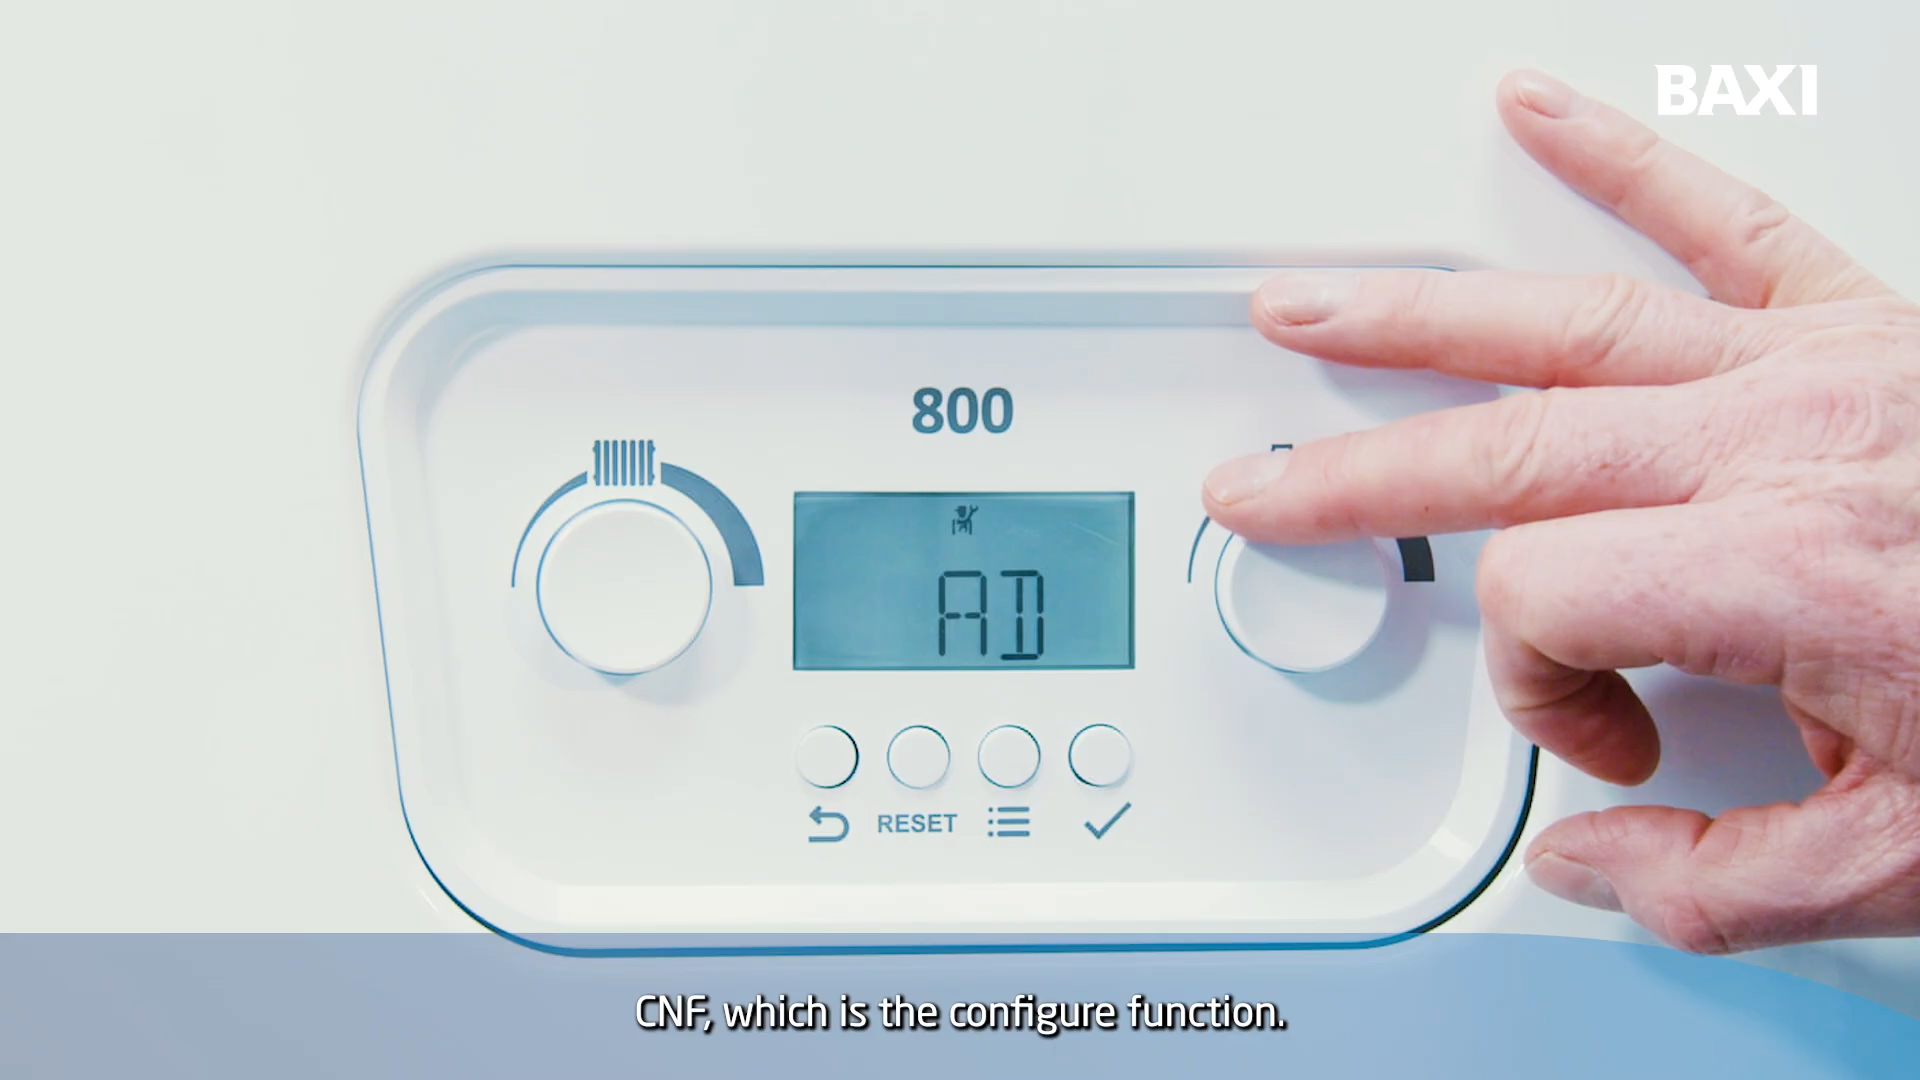 BAXI
800
AD
RESET
CNF, which is the configure function.